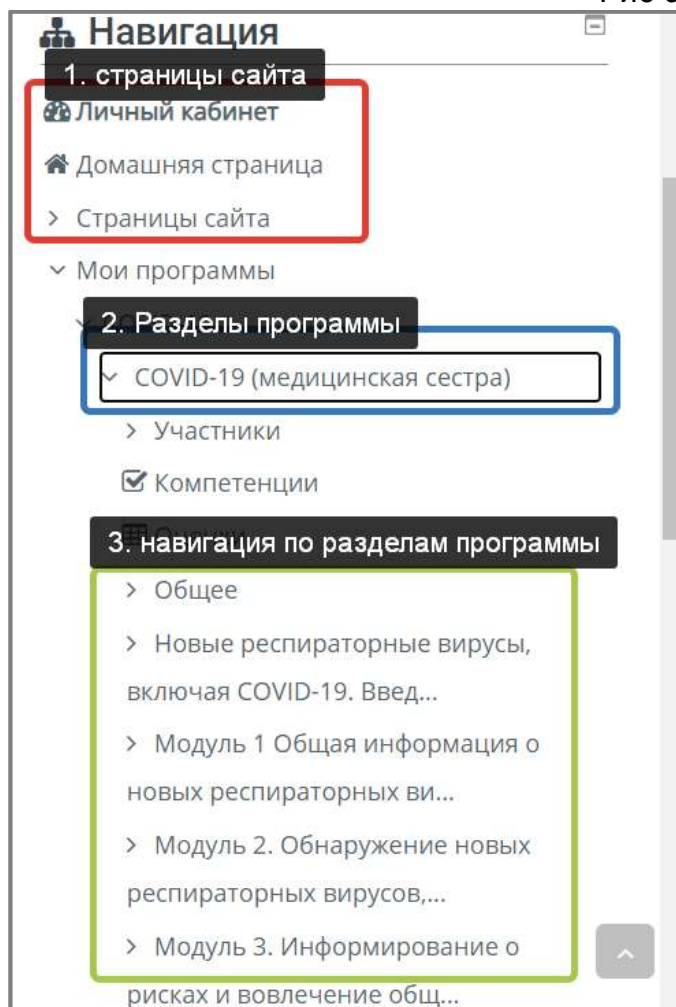 Навигация
1. страницы сайта
Личный кабинет
Домашняя страница
Страницы сайта
Мои программы
2. Разделы программы
COVID-19 (медицинская сестра)
Участники
Компетенции
3. навигация по разделам программы
Общее
Новые респираторные вирусы,
включая COVID-19. Введ...
Модуль 1 Общая информация о
новых респираторных ви...
Модуль 2. Обнаружение новых
респираторных вирусов,...
Модуль 3. Информирование о
рисках и вовлечение общ...